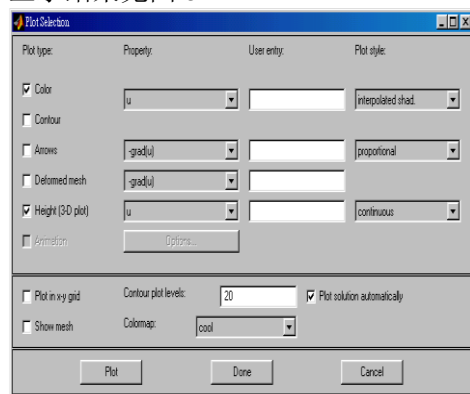 Plot Selection
Plot type: Property: User entry: Plot style:
Color u interpolated shad.
Contour
Arrows -grad(u) proportional
Deformed mesh -grad(u)
Height (3-D plot) u continuous
Animation Options...
Plot in x-y grid Contour plot levels: 20 Plot solution automatically
Show mesh Colormap: cool
Plot Done Cancel